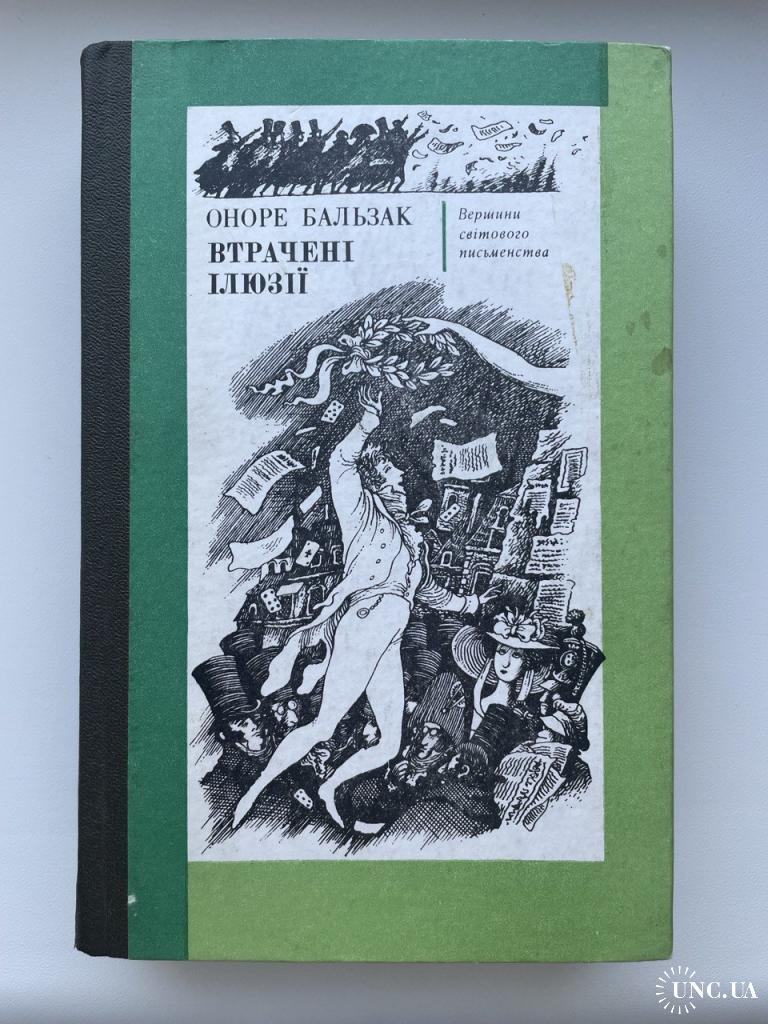 ОНОРЕ БАЛЬЗАК
ВТРАЧЕНІ
ІЛЮЗІЇ
Вершини
світового
письменства
UNC.UA